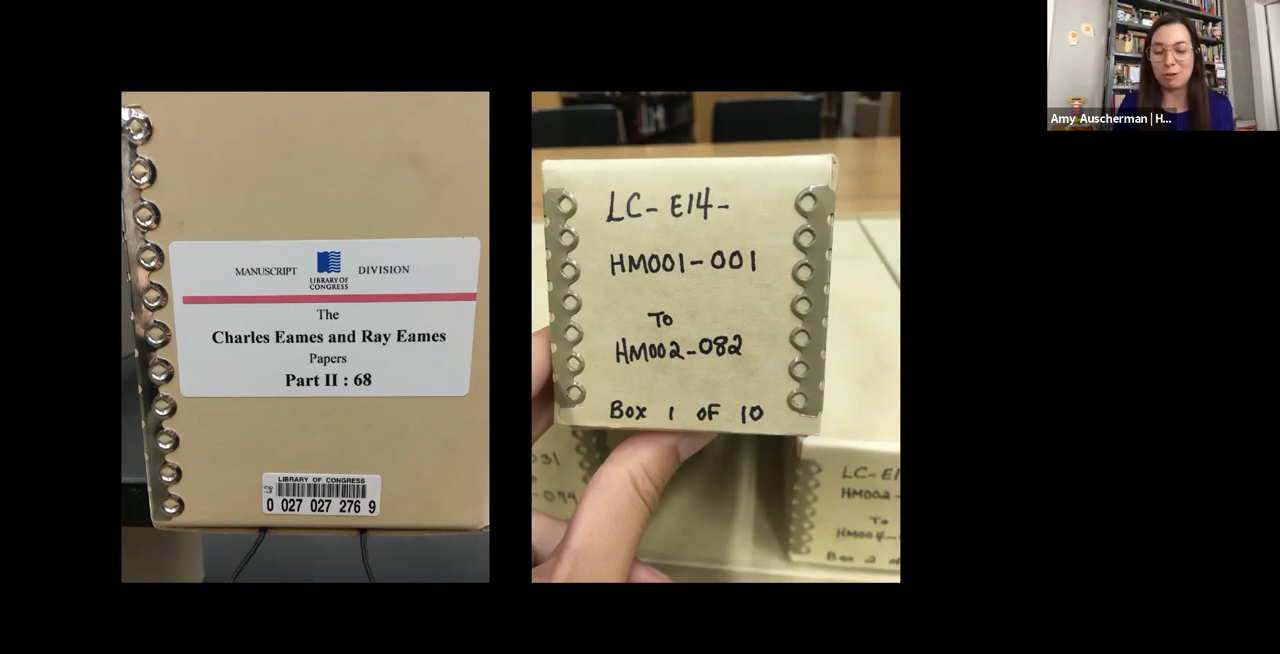 MANUSCRIPT DIVISION
LIBRARY OF
CONGRESS
The
Charles Eames and Ray Eames
Papers
Part II : 68
LIBRARY OF CONGRESS
0 027 027 276 9
LC- E14-
HM001-001
TO
HM002-082
BOX 1 OF 10
LC-E1
HM002-
TO
HM004-
Box 2 o
Amy Auscherman | H...